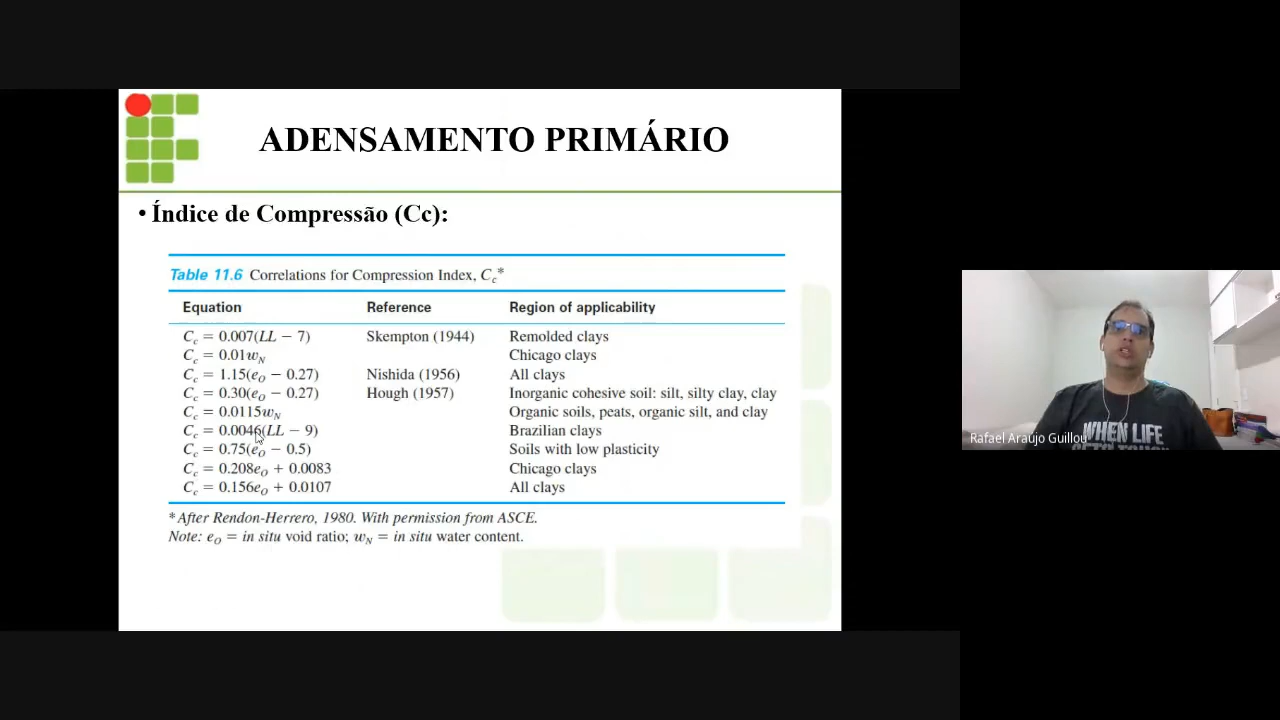 ADENSAMENTO PRIMÁRIO
• Índice de Compressão (Cc):
Table 11.6 Correlations for Compression Index, Cc*
Equation Reference Region of applicability
Cc = 0.007(LL − 7) Skempton (1944) Remolded clays
Cc = 0.01wN Chicago clays
Cc = 1.15(eO − 0.27) Nishida (1956) All clays
Cc = 0.30(eO − 0.27) Hough (1957) Inorganic cohesive soil: silt, silty clay, clay
Cc = 0.0115wN Organic soils, peats, organic silt, and clay
Cc = 0.0046(LL − 9) Brazilian clays
Cc = 0.75(eO − 0.5) Soils with low plasticity
Cc = 0.208eO + 0.0083 Chicago clays
Cc = 0.156eO + 0.0107 All clays
*After Rendon-Herrero, 1980. With permission from ASCE.
Note: eO = in situ void ratio; wN = in situ water content.
Rafael Araújo Guillou
WHEN LIFE